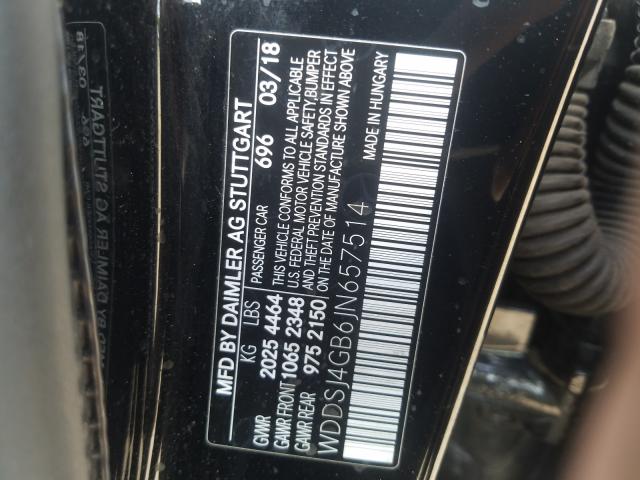 MFD BY DAIMLER AG STUTTGART
KG LBS PASSENGER CAR 696 03/18
GWWR 2025 4464 THIS VEHICLE CONFORMS TO ALL APPLICABLE
GAWR FRONT 1065 2348 U.S. FEDERAL MOTOR VEHICLE SAFETY, BUMPER
GAWR REAR 975 2150 AND THEFT PREVENTION STANDARDS IN EFFECT
ON THE DATE OF MANUFACTURE SHOWN ABOVE
WDDSJ4GB6JN657514 MADE IN HUNGARY